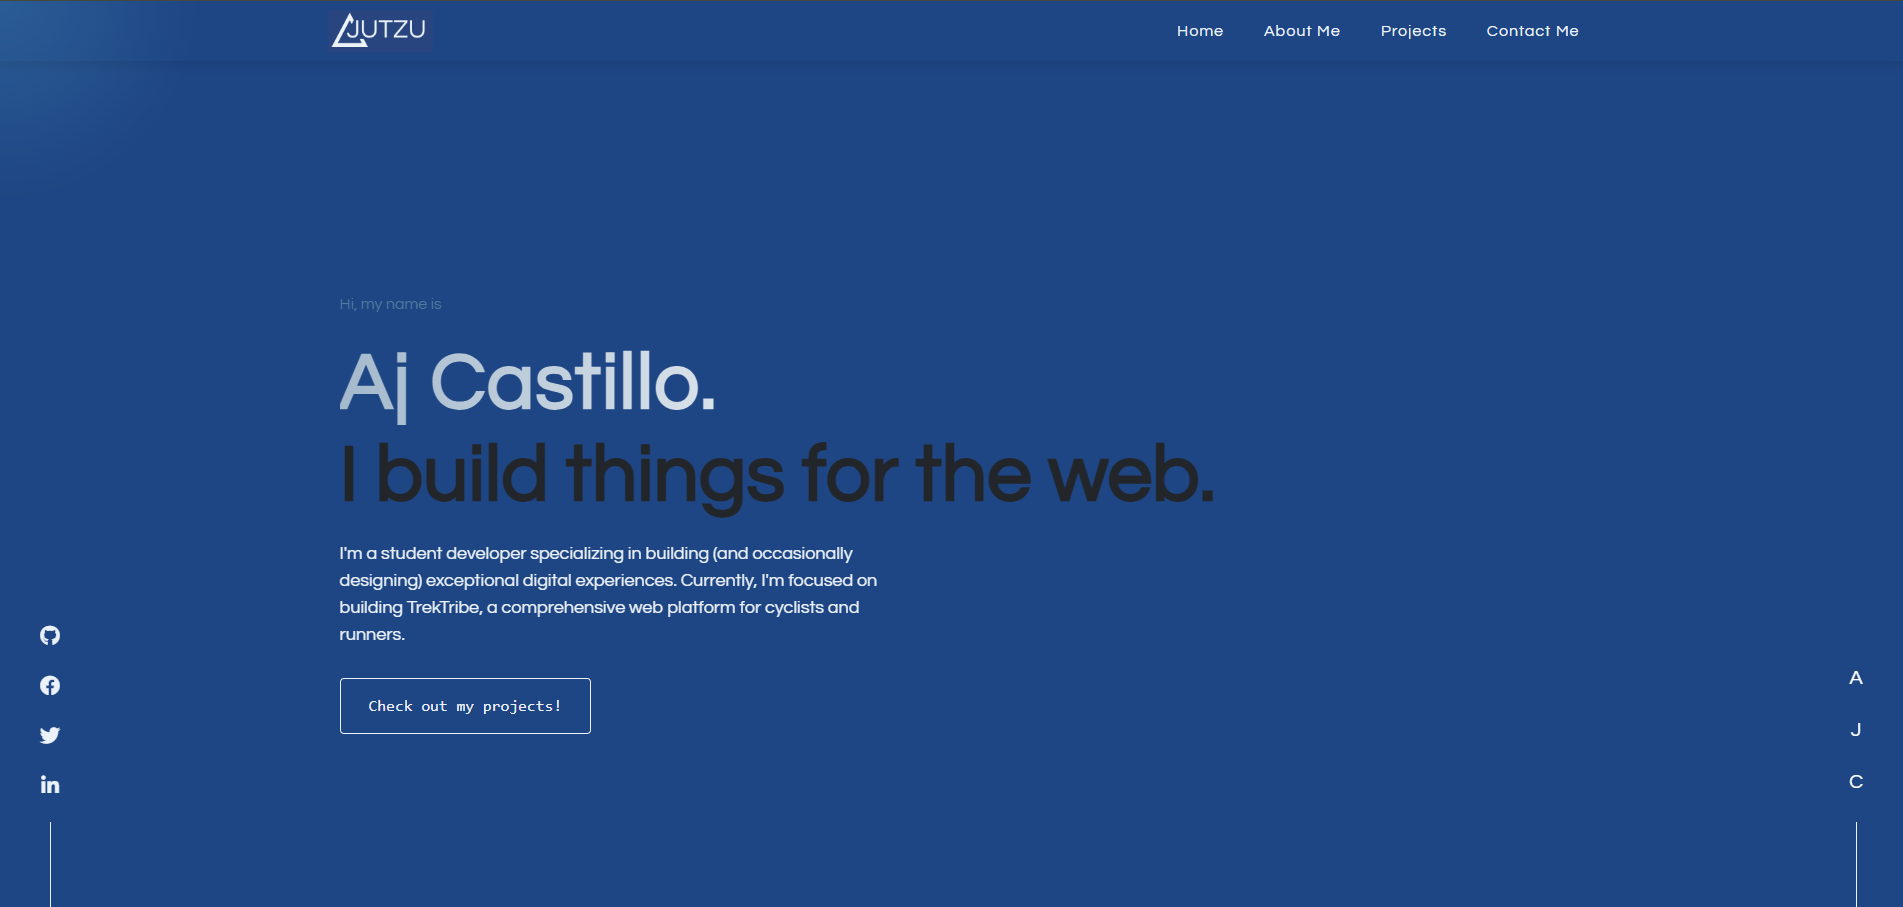 AJUTZU
Home
About Me
Projects
Contact Me
Hi, my name is
Aj Castillo.
I build things for the web.
I'm a student developer specializing in building (and occasionally
designing) exceptional digital experiences. Currently, I'm focused on
building TrekTribe, a comprehensive web platform for cyclists and
runners.
Check out my projects!
A
J
C